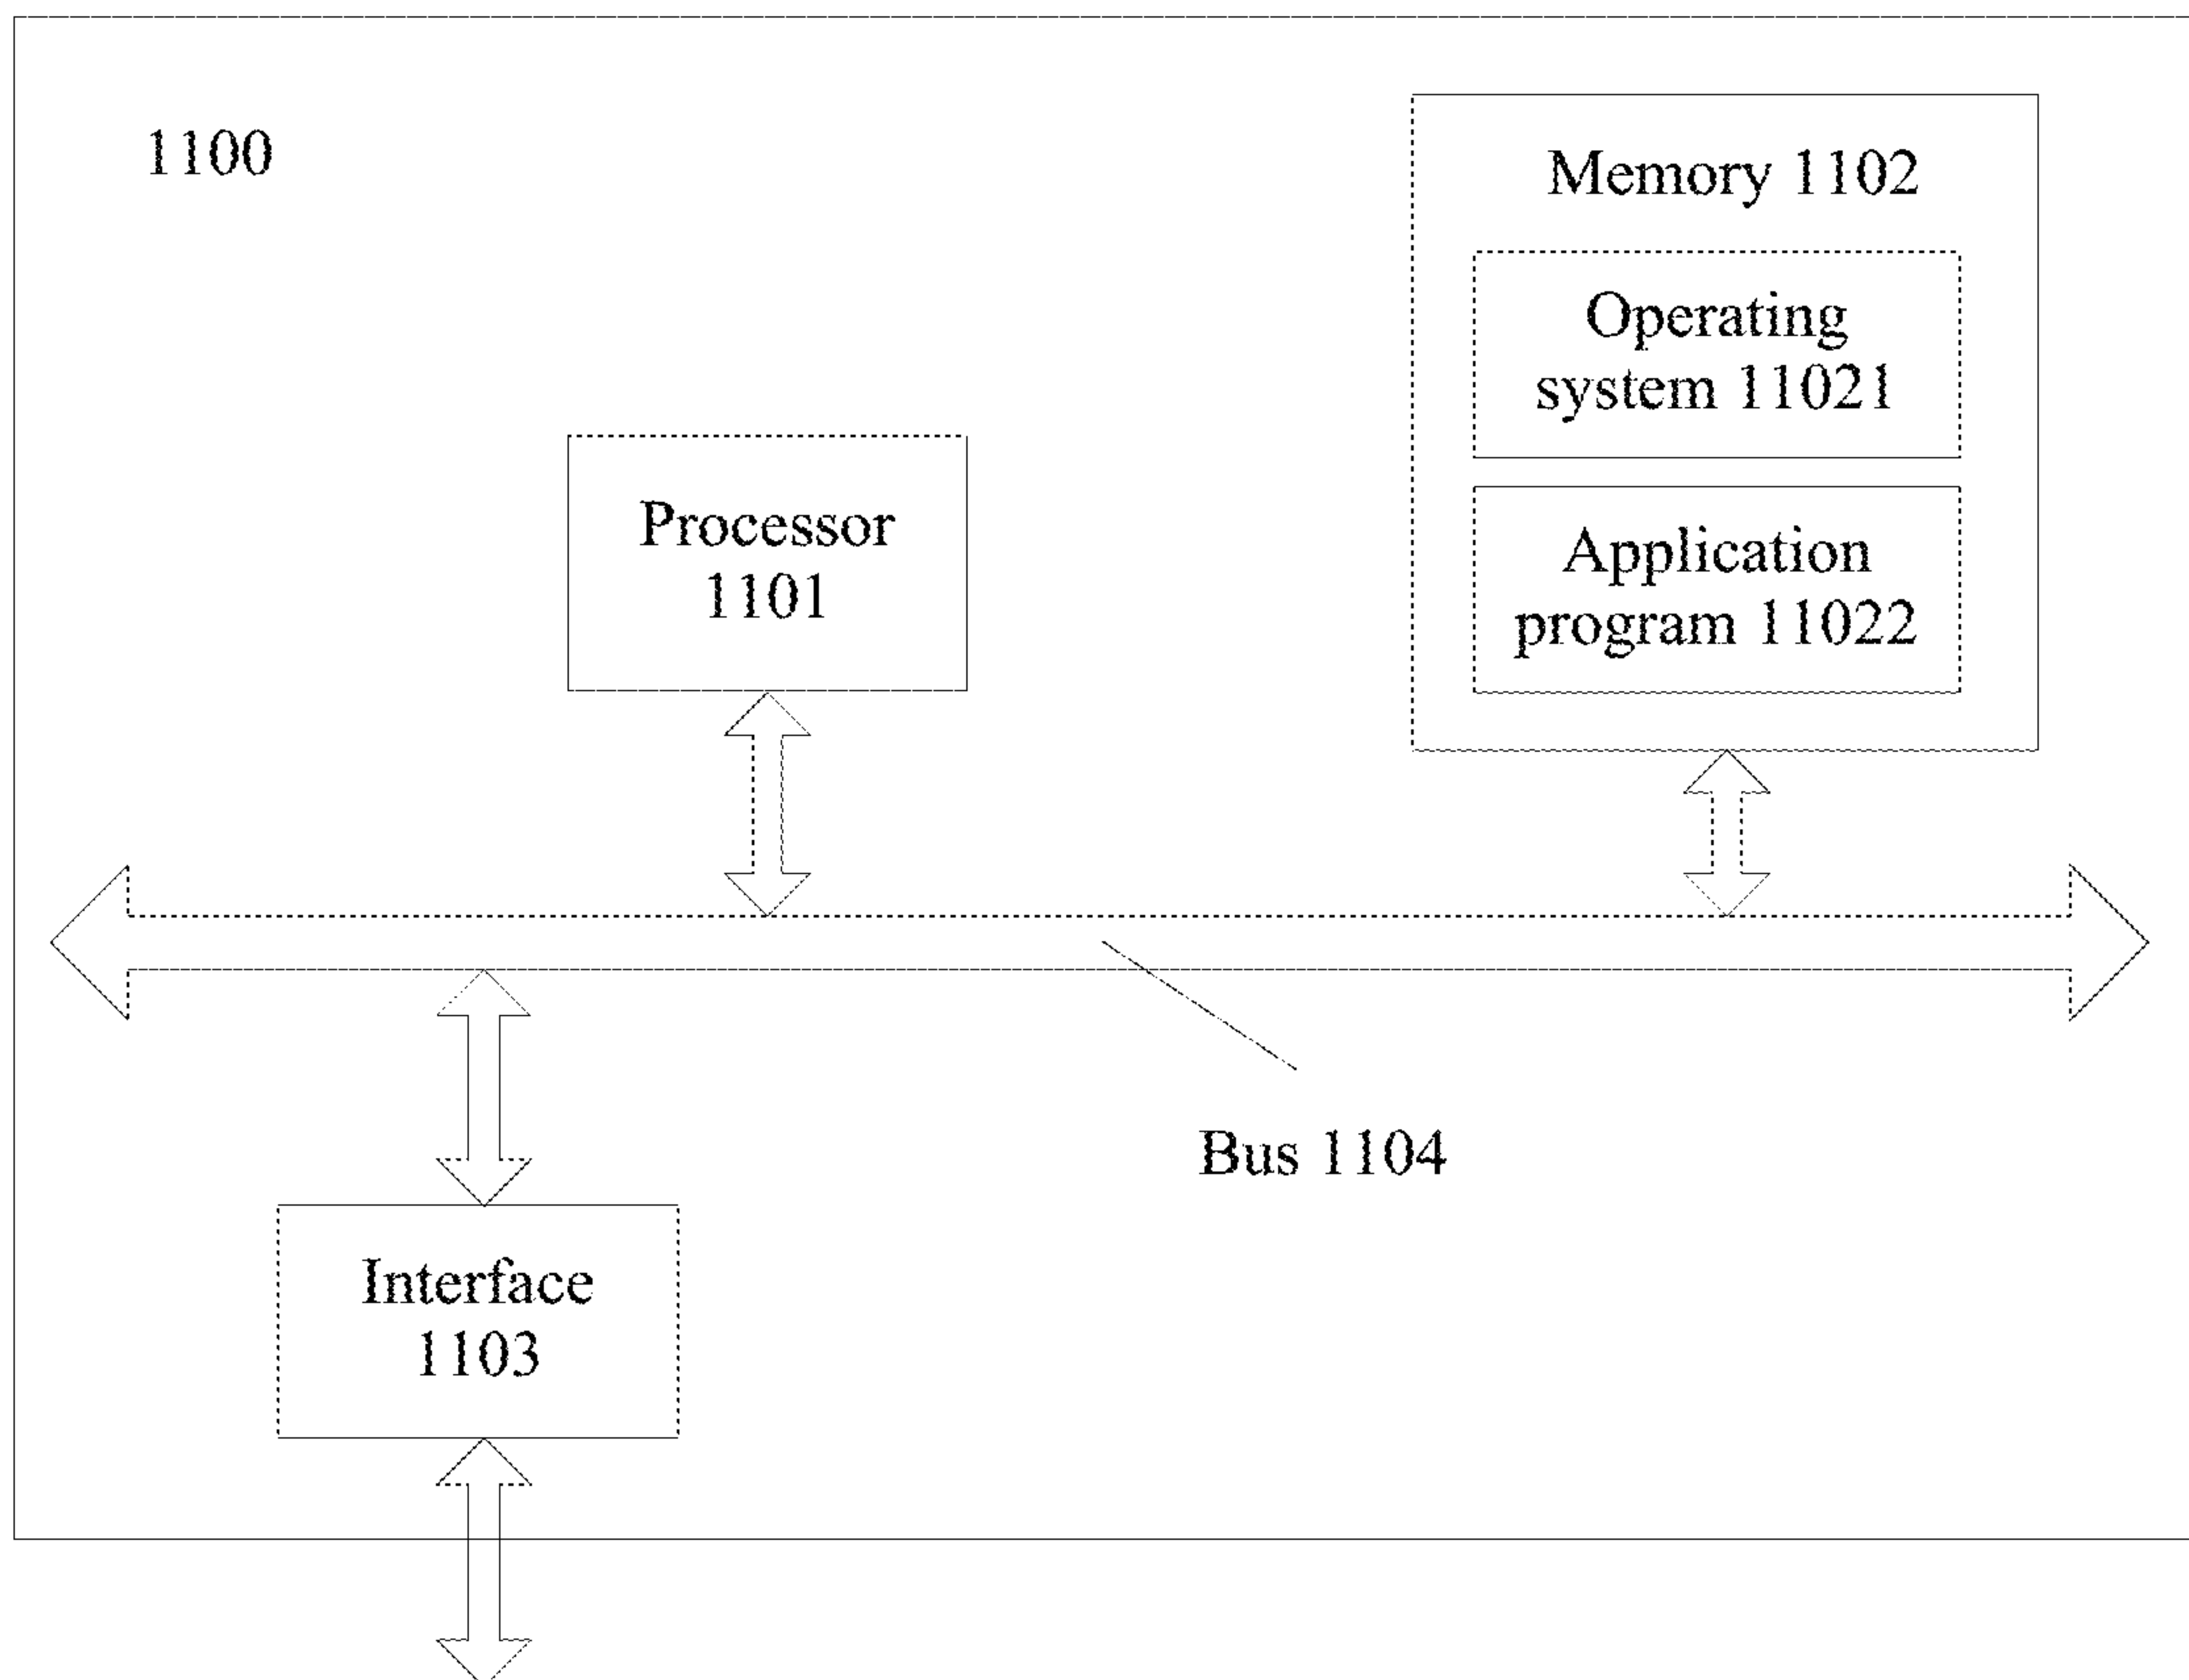 1100
Memory 1102
Operating
system 11021
Application
program 11022
Processor
1101
Bus 1104
Interface
1103